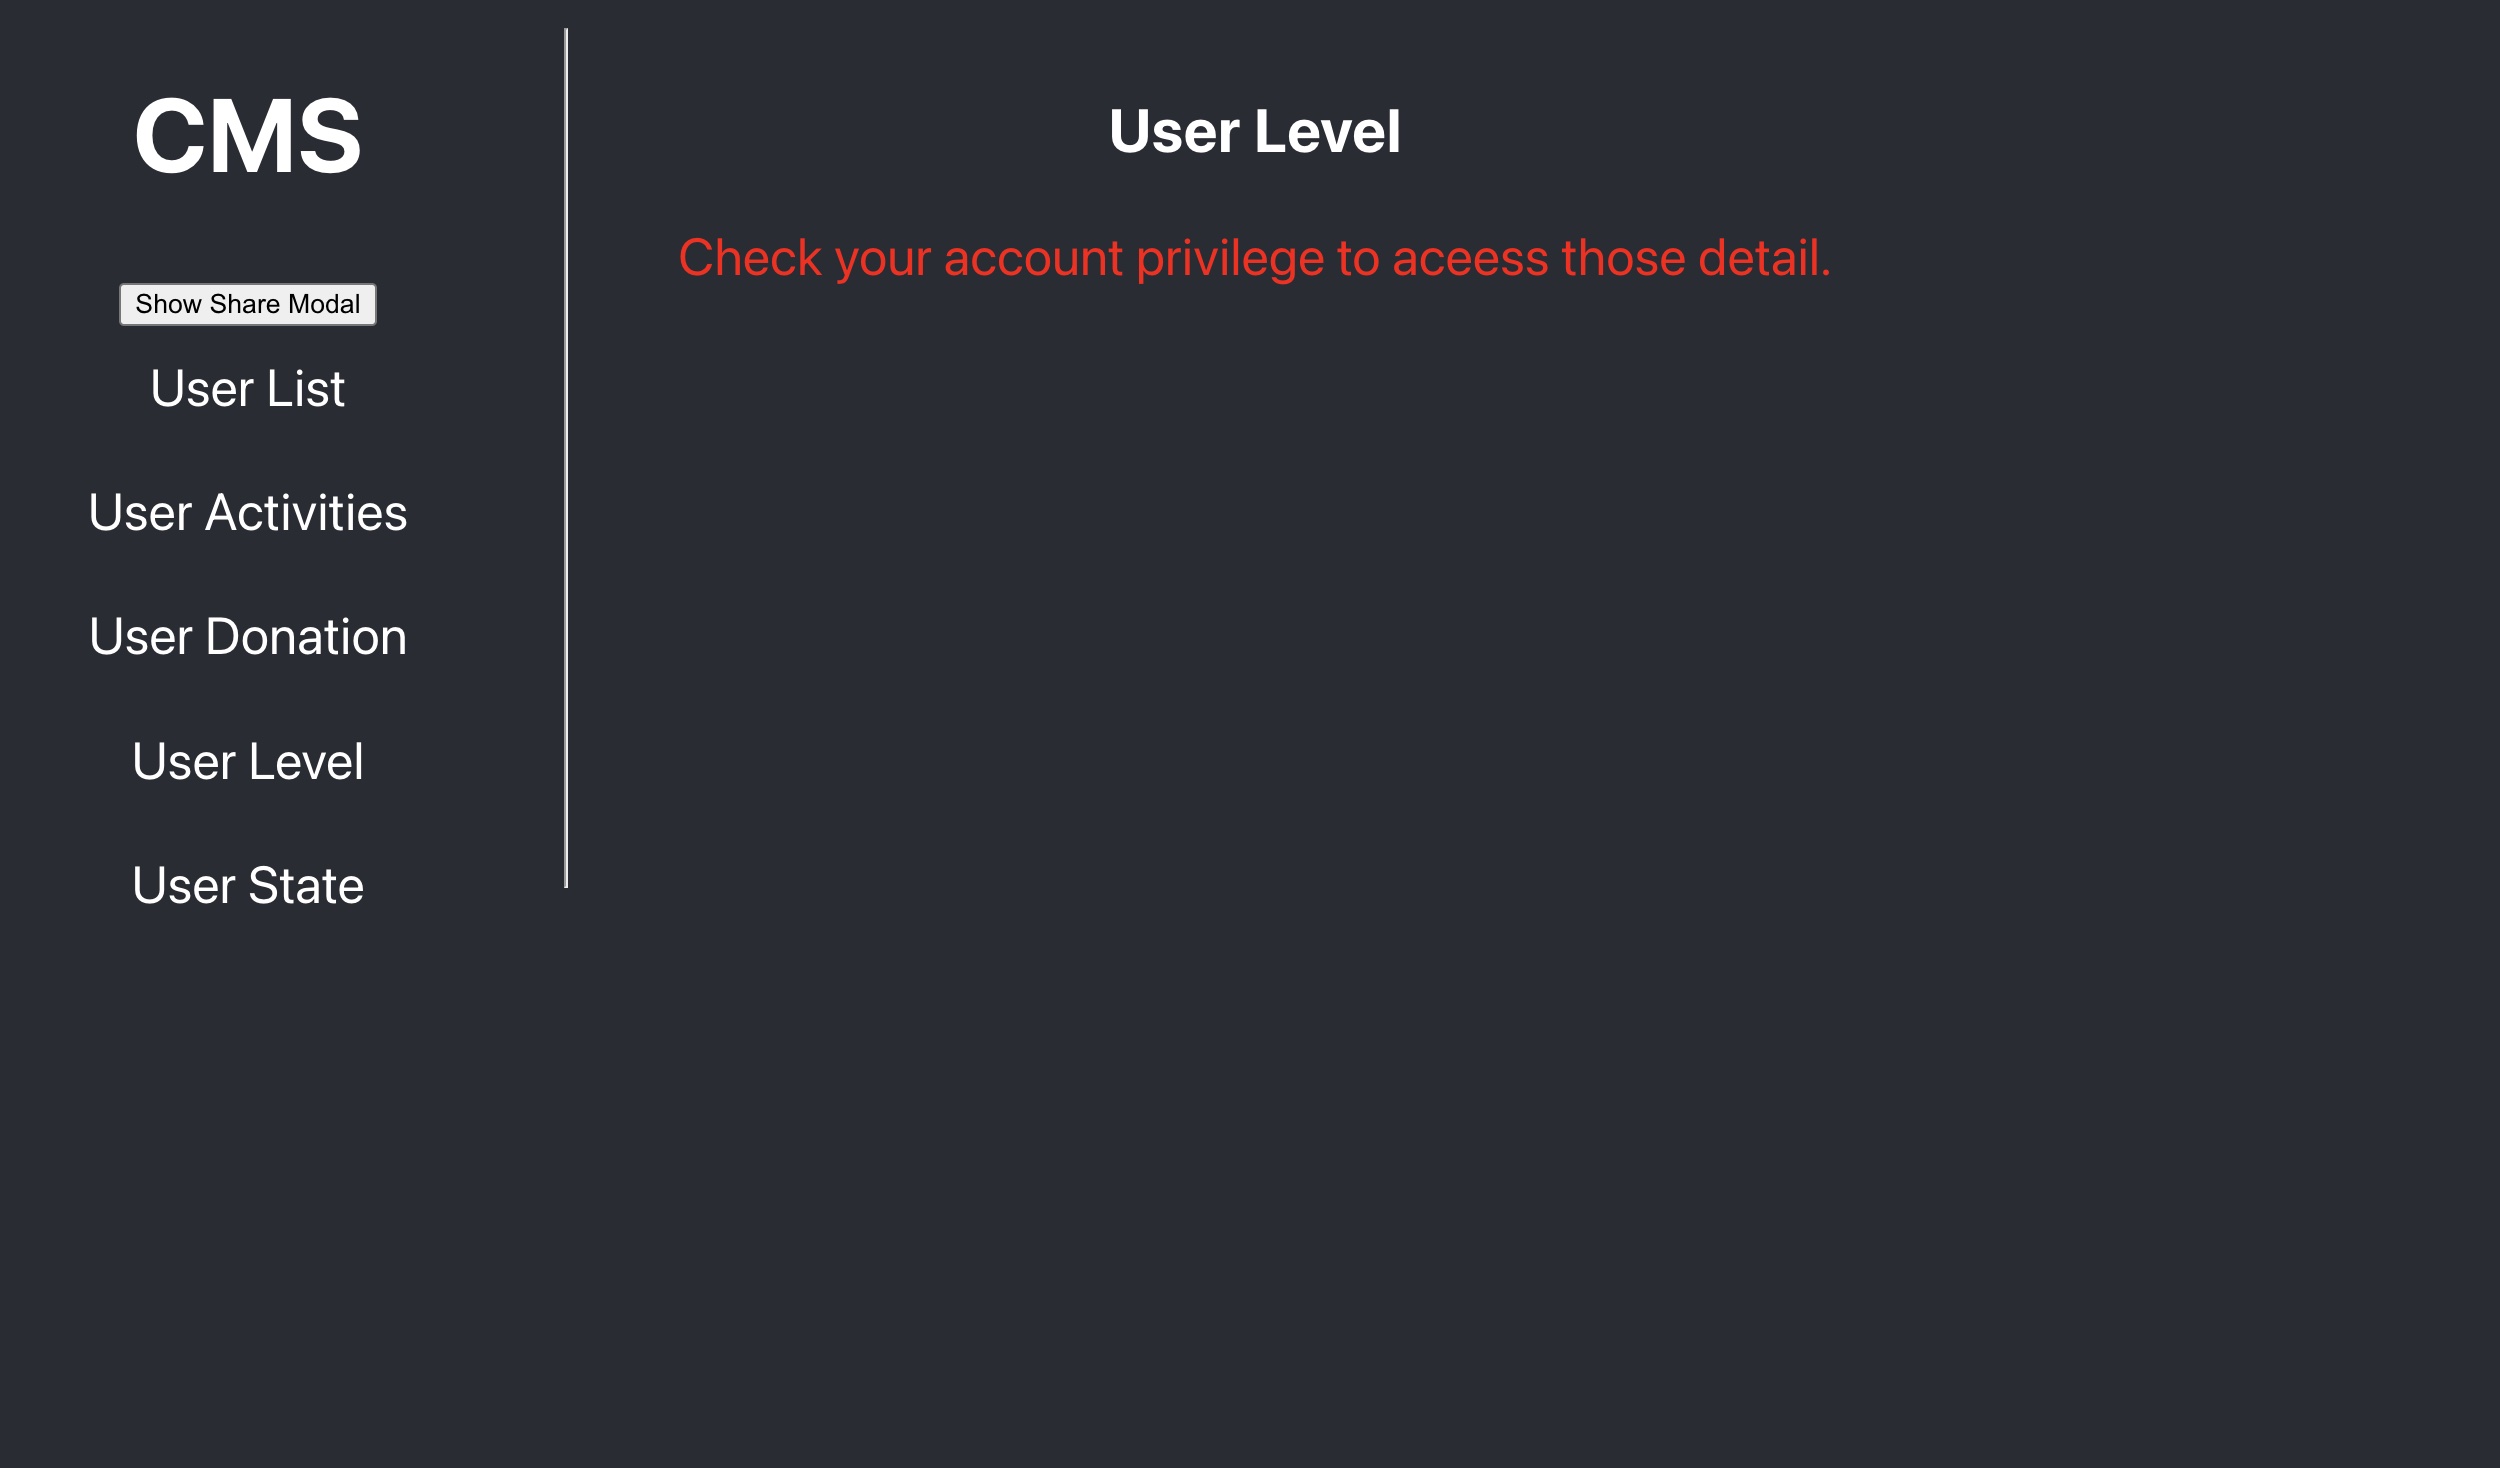 CMS
Show Share Modal
User List
User Activities
User Donation
User Level
User State
User Level
Check your account privilege to aceess those detail.